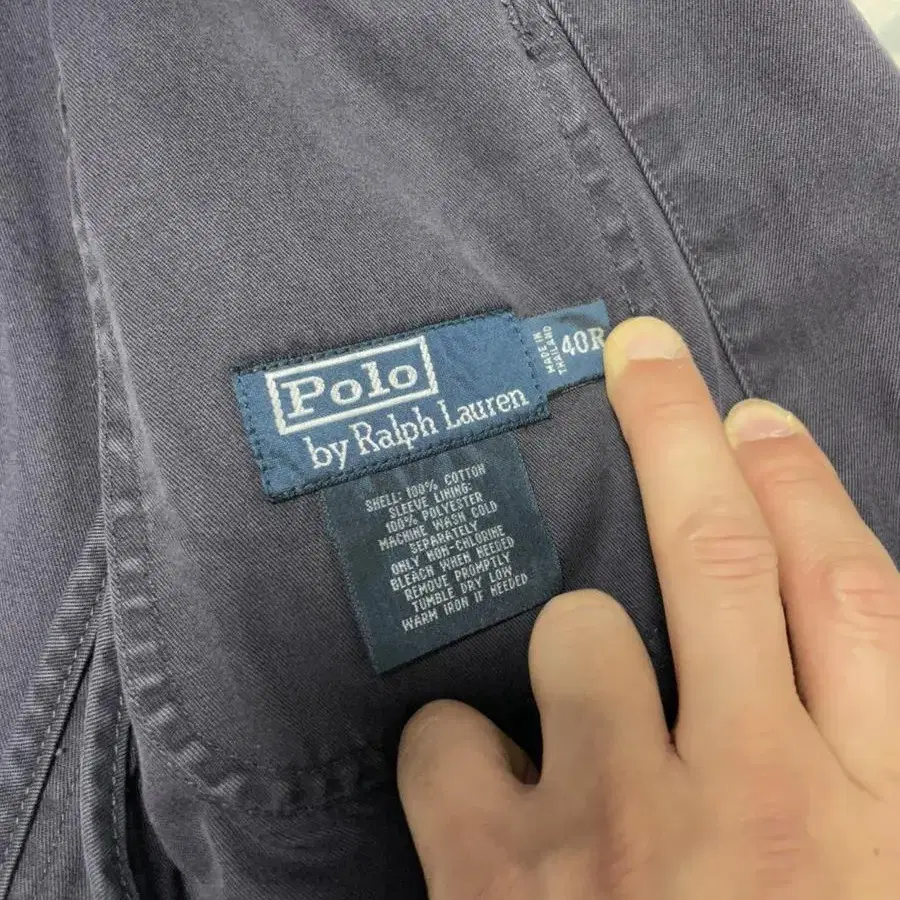 Polo
by Ralph Lauren
MADE IN
THAILAND
40R
SHELL: 100% COTTON
SLEEVE LINING:
100% POLYESTER
MACHINE WASH COLD
SEPARATELY
ONLY NON-CHLORINE
BLEACH WHEN NEEDED
REMOVE PROMPTLY
TUMBLE DRY LOW
WARM IRON IF NEEDED